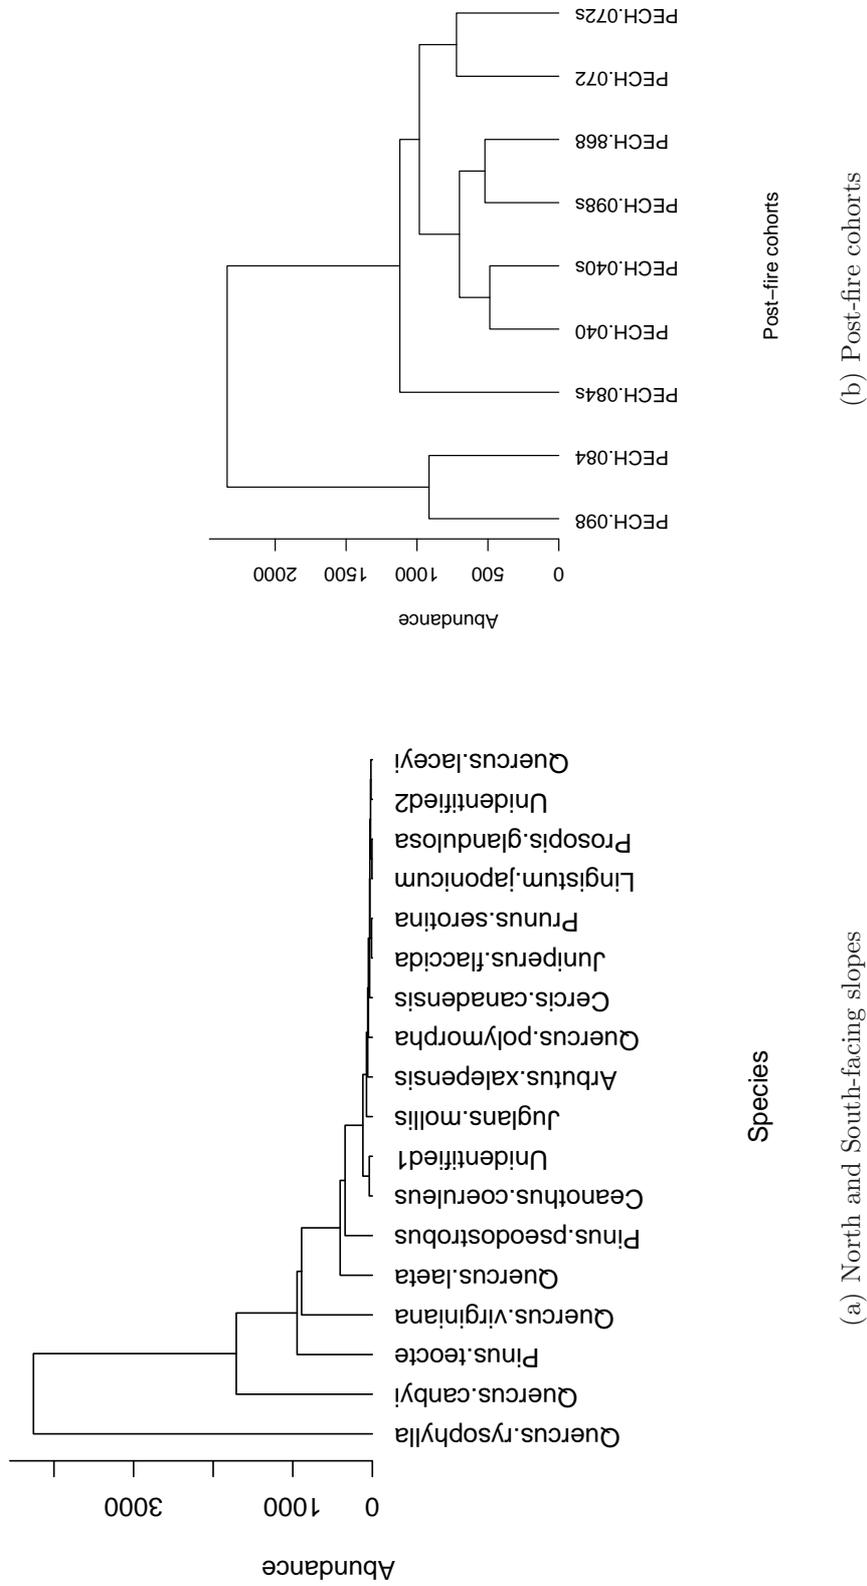 Abundance
0
1000
3000
Quercus.rysophylla
Quercus.canbyi
Pinus.teocte
Quercus.virginiana
Quercus.laeta
Pinus.pseodostrobus
Ceanothus.coeruleus
Unidentified1
Juglans.mollis
Arbutus.xalepensis
Quercus.polymorpha
Cercis.canadensis
Juniperus.flaccida
Prunus.serotina
Lingistum.japonicum
Prosopis.glandulosa
Unidentified2
Quercus.laceyi
Species
(a) North and South-facing slopes
Abundance
0
500
1000
1500
2000
PECH.098
PECH.084
PECH.084s
PECH.040
PECH.040s
PECH.098s
PECH.868
PECH.072
PECH.072s
Post−fire cohorts
(b) Post-fire cohorts